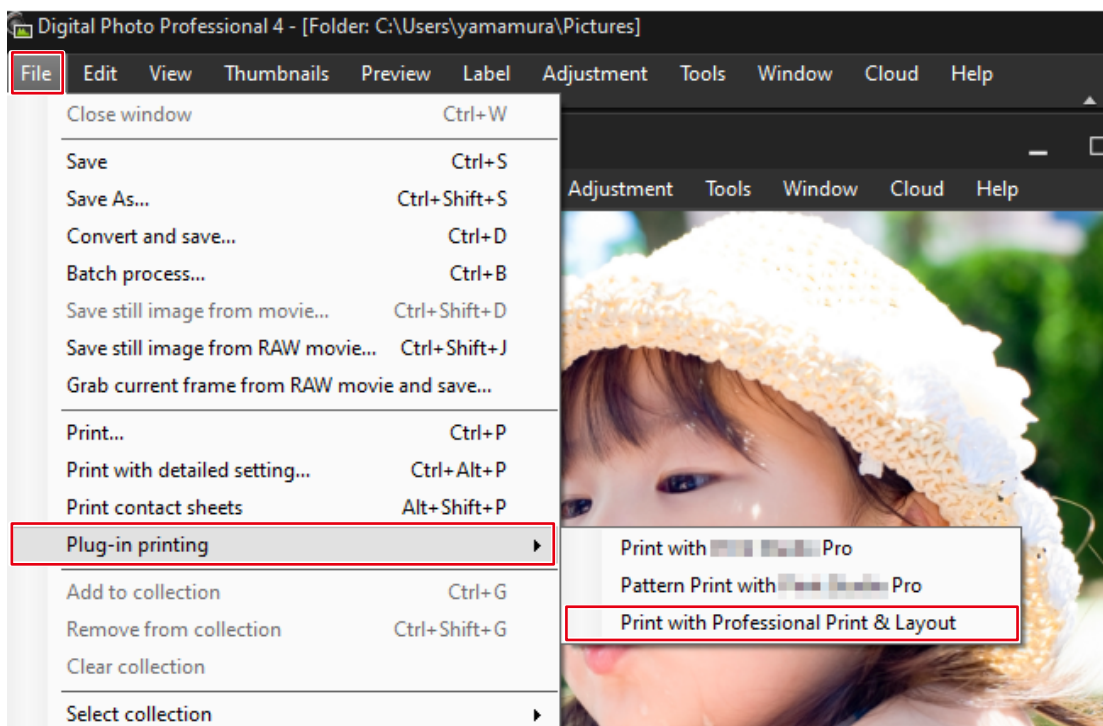 Digital Photo Professional 4 - [Folder: C:\Users\yamamura\Pictures]
File Edit View Thumbnails Preview Label Adjustment Tools Window Cloud Help
Close window Ctrl+W
Save Ctrl+S
Adjustment Tools Window Cloud Help
Save As... Ctrl+Shift+S
Convert and save... Ctrl+D
Batch process... Ctrl+B
Save still image from movie... Ctrl+Shift+D
Save still image from RAW movie... Ctrl+Shift+J
Grab current frame from RAW movie and save...
Print... Ctrl+P
Print with detailed setting... Ctrl+Alt+P
Print contact sheets Alt+Shift+P
Plug-in printing
Print with Pro
Pattern Print with Pro
Print with Professional Print & Layout
Add to collection Ctrl+G
Remove from collection Ctrl+Shift+G
Clear collection
Select collection